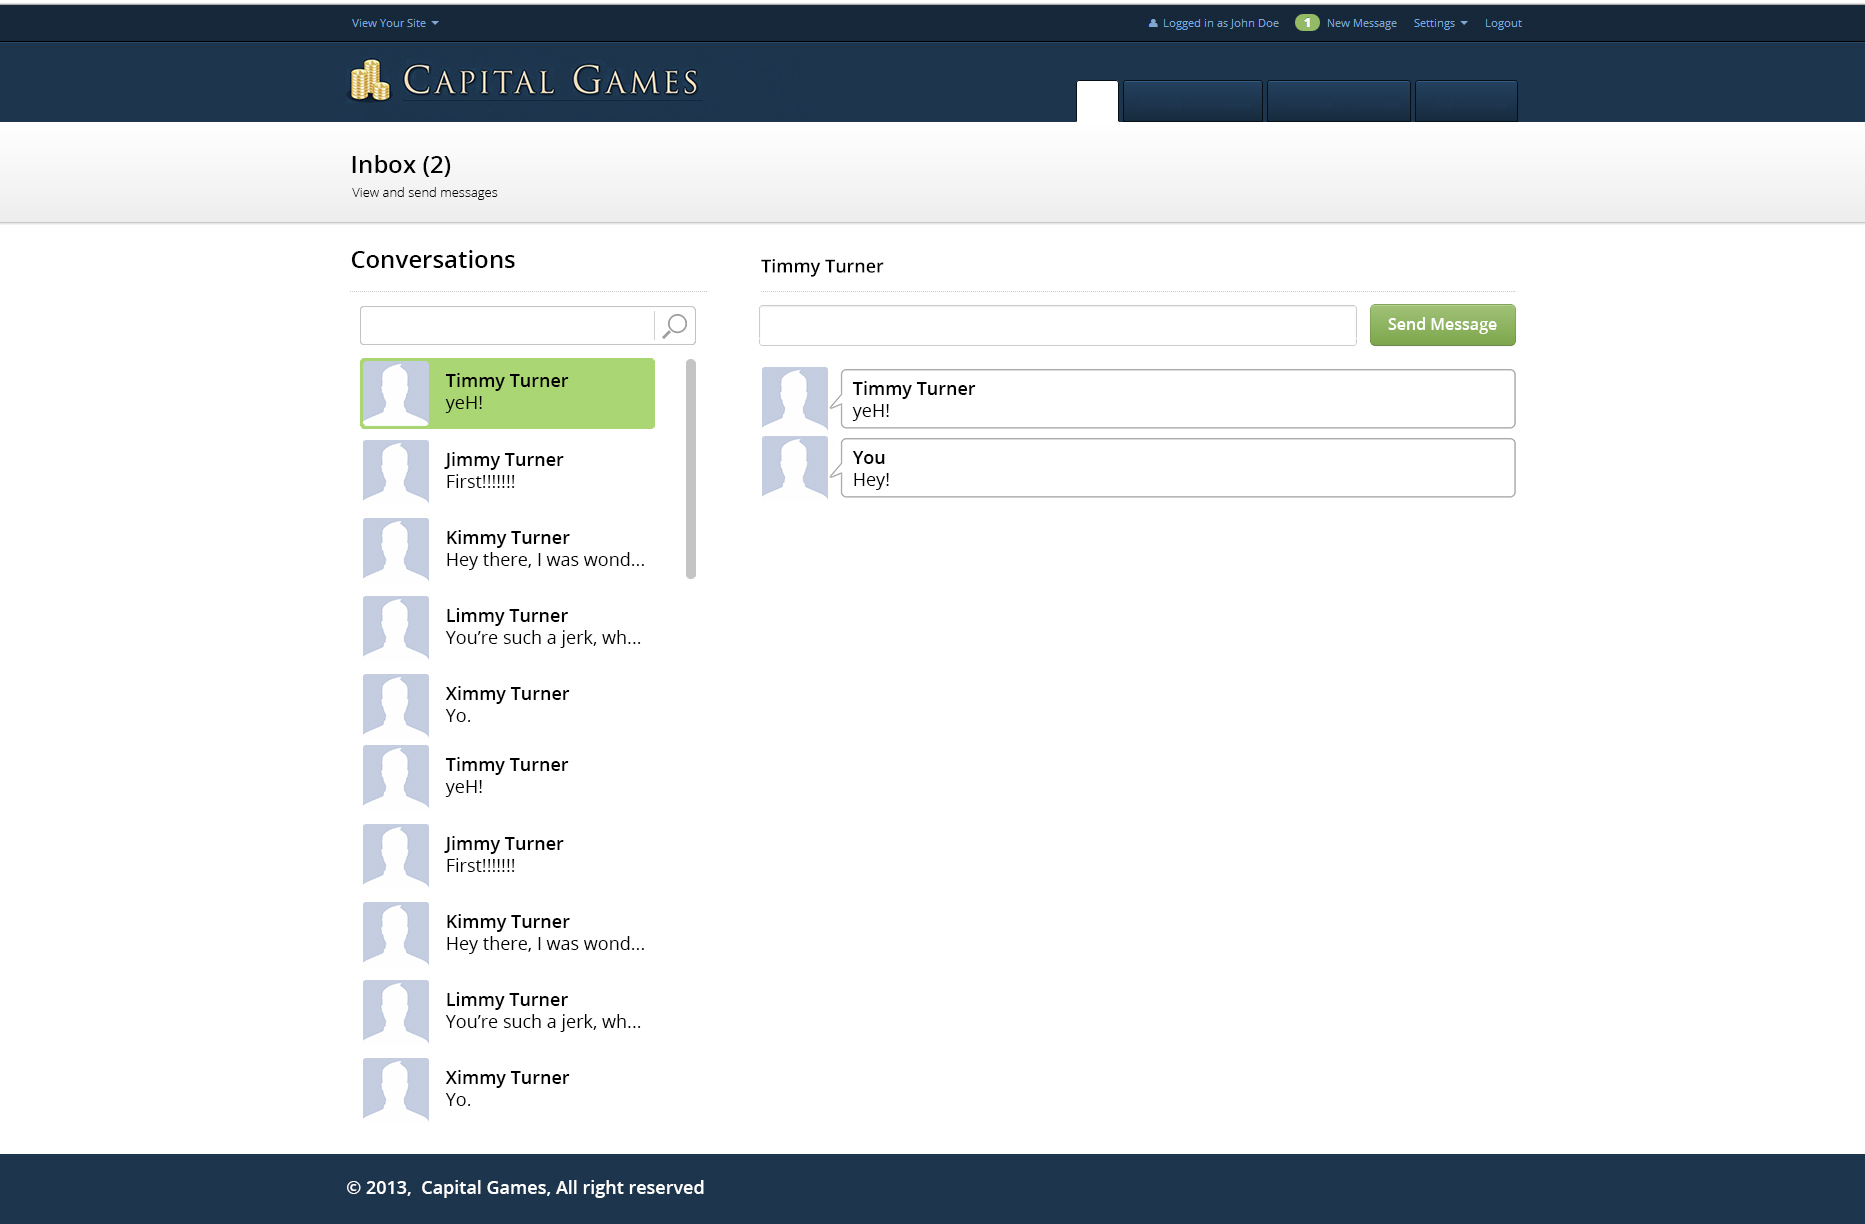 View Your Site
Logged in as John Doe
1 New Message
Settings
Logout
CAPITAL GAMES
Inbox (2)
View and send messages
Conversations
Timmy Turner
yeH!
Jimmy Turner
First!!!!!!!
Kimmy Turner
Hey there, I was wond...
Limmy Turner
You’re such a jerk, wh...
Ximmy Turner
Yo.
Timmy Turner
yeH!
Jimmy Turner
First!!!!!!!
Kimmy Turner
Hey there, I was wond...
Limmy Turner
You’re such a jerk, wh...
Ximmy Turner
Yo.
Timmy Turner
Send Message
Timmy Turner
yeH!
You
Hey!
© 2013,  Capital Games, All right reserved